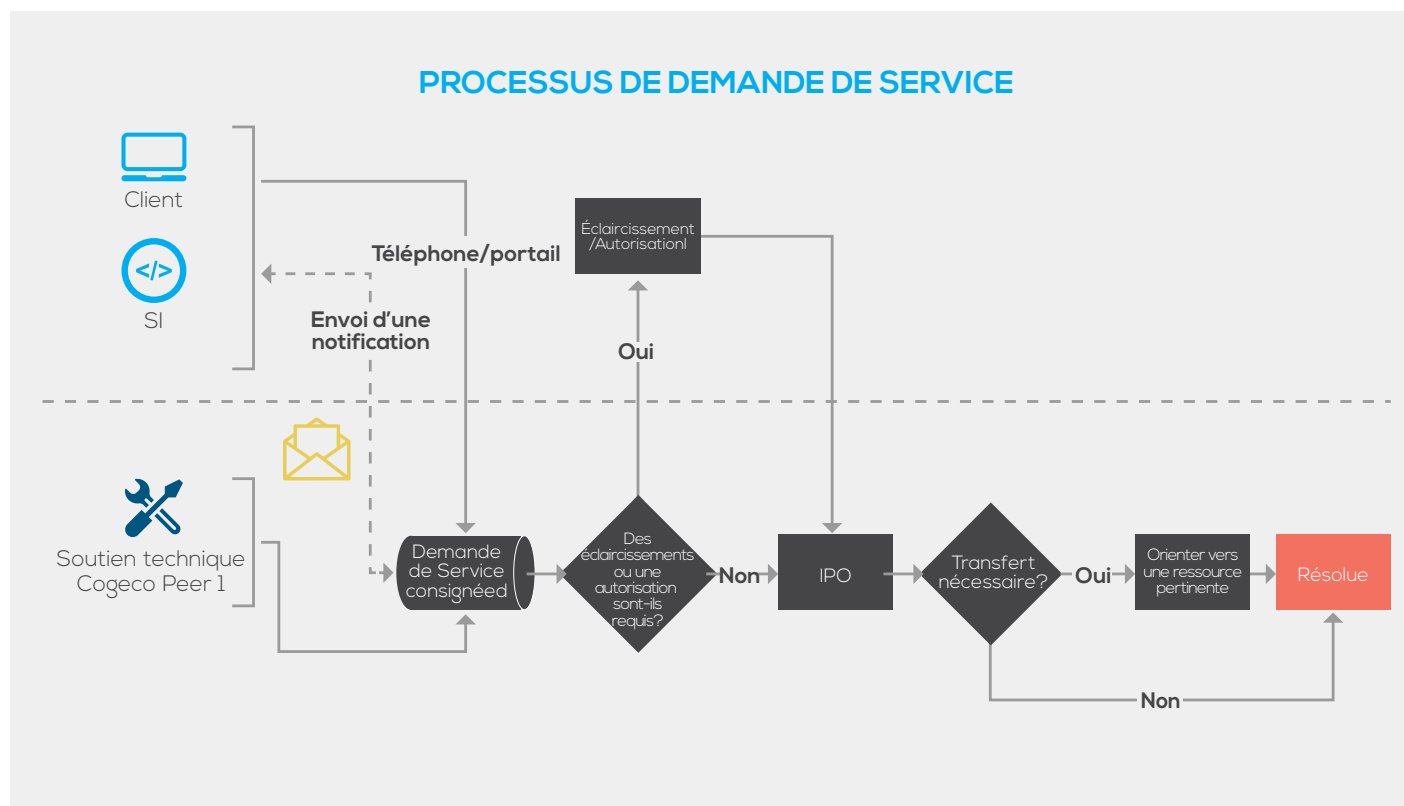 PROCESSUS DE DEMANDE DE SERVICE
Client
</>
SI
Téléphone/portail
Envoi d’une
notification
Éclaircissement
/Autorisationl
Oui
Soutien technique
Cogeco Peer 1
Demande
de Service
consignéed
Des
éclaircissements
ou une
autorisation
sont-ils
requis?
Non
IPO
Transfert
nécessaire?
Oui
Orienter vers
une ressource
pertinente
Résolue
Non